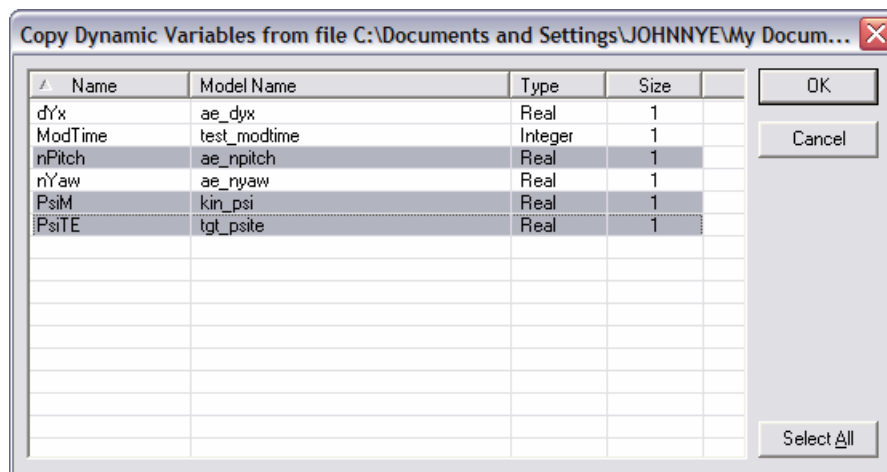 Copy Dynamic Variables from file C:\Documents and Settings\JOHNNYE\My Docum...
Name Model Name Type Size
dYx ae_dyx Real 1
ModTime test_modtime Integer 1
nPitch ae_npitch Real 1
nYaw ae_nyaw Real 1
PsiM kin_psi Real 1
PsiTE tgt_psite Real 1
OK
Cancel
Select All